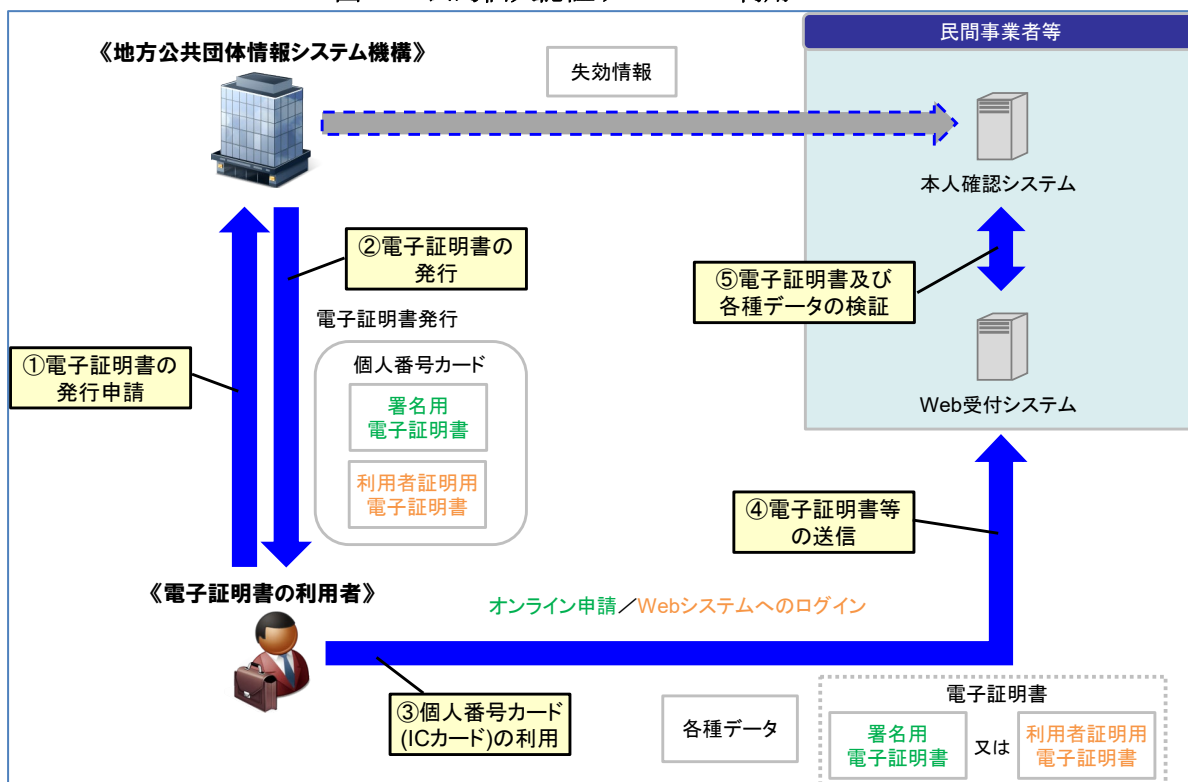 民間事業者等
《地方公共団体情報システム機構》
失効情報
本人確認システム
②電子証明書の
発行
⑤電子証明書及び
各種データの検証
電子証明書発行
①電子証明書の
発行申請
個人番号カード
署名用
電子証明書
利用者証明用
電子証明書
Web受付システム
④電子証明書等
の送信
《電子証明書の利用者》
オンライン申請／Webシステムへのログイン
③個人番号カード
(ICカード)の利用
各種データ
電子証明書
署名用
電子証明書
又は
利用者証明用
電子証明書